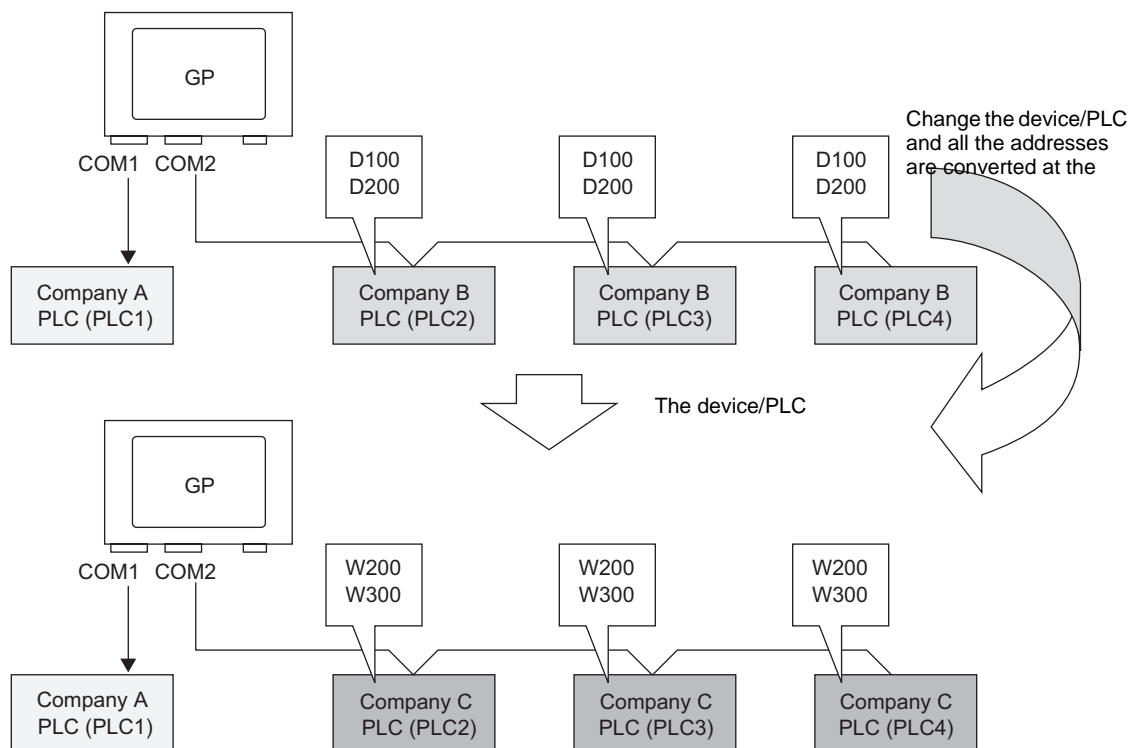 GP
COM1 COM2
D100
D200
D100
D200
D100
D200
Change the device/PLC
and all the addresses
are converted at the
Company A
PLC (PLC1)
Company B
PLC (PLC2)
Company B
PLC (PLC3)
Company B
PLC (PLC4)
The device/PLC
GP
COM1 COM2
W200
W300
W200
W300
W200
W300
Company A
PLC (PLC1)
Company C
PLC (PLC2)
Company C
PLC (PLC3)
Company C
PLC (PLC4)